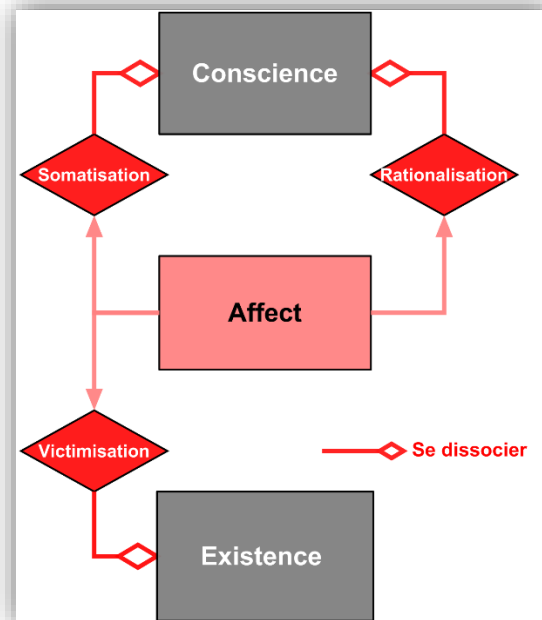 Conscience
Somatisation
Rationalisation
Affect
Victimisation
Se dissocier
Existence